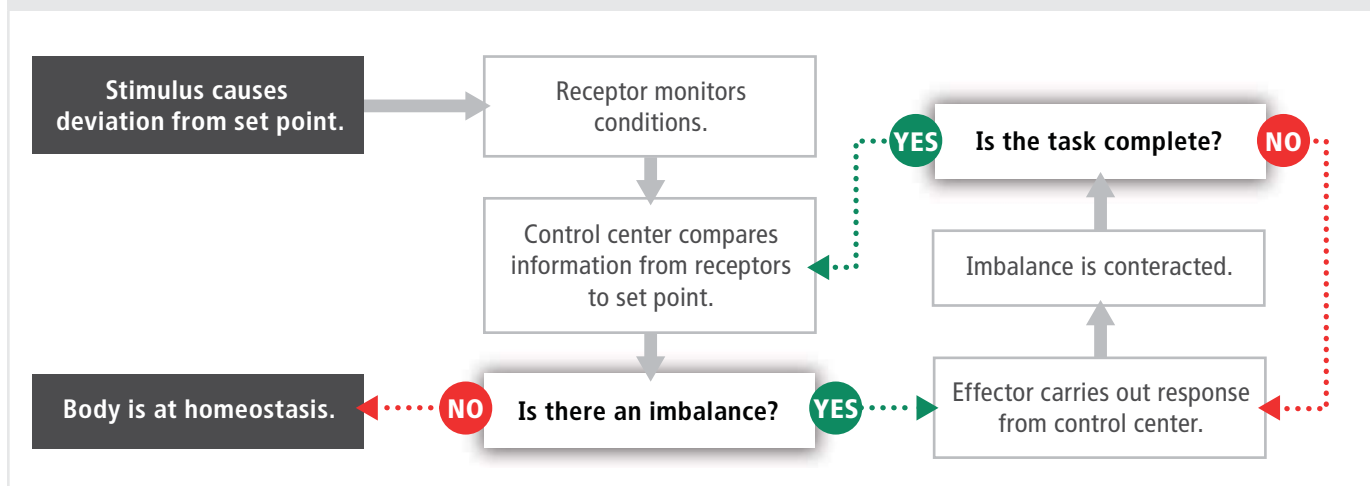 Stimulus causes
deviation from set point.
Receptor monitors
conditions.
YES
Is the task complete?
NO
Control center compares
information from receptors
to set point.
Imbalance is conteracted.
Body is at homeostasis.
NO
Is there an imbalance?
YES
Effector carries out response
from control center.